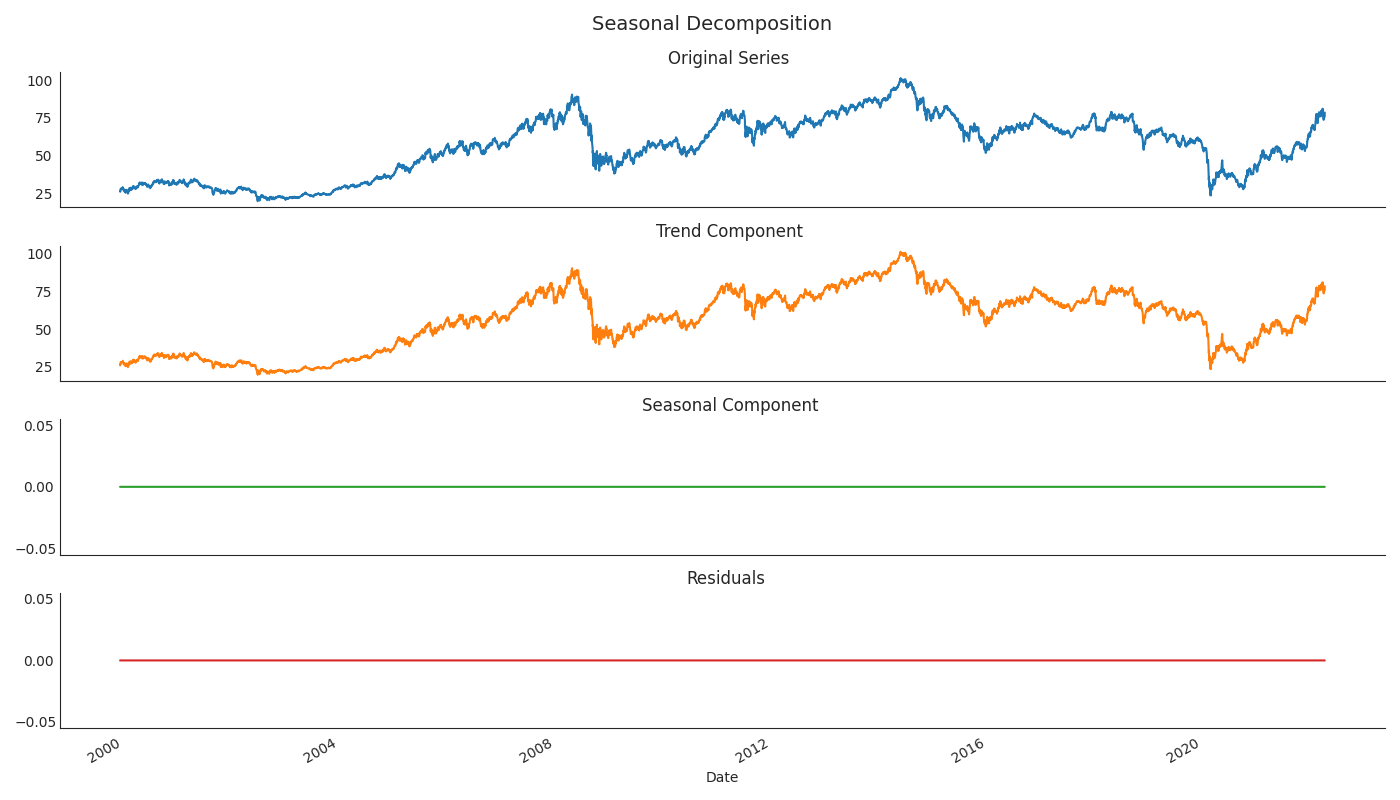 Seasonal Decomposition
Original Series
100
75
50
25
Trend Component
100
75
50
25
Seasonal Component
0.05
0.00
−0.05
Residuals
0.05
0.00
−0.05
2000 2004 2008 2012 2016 2020
Date